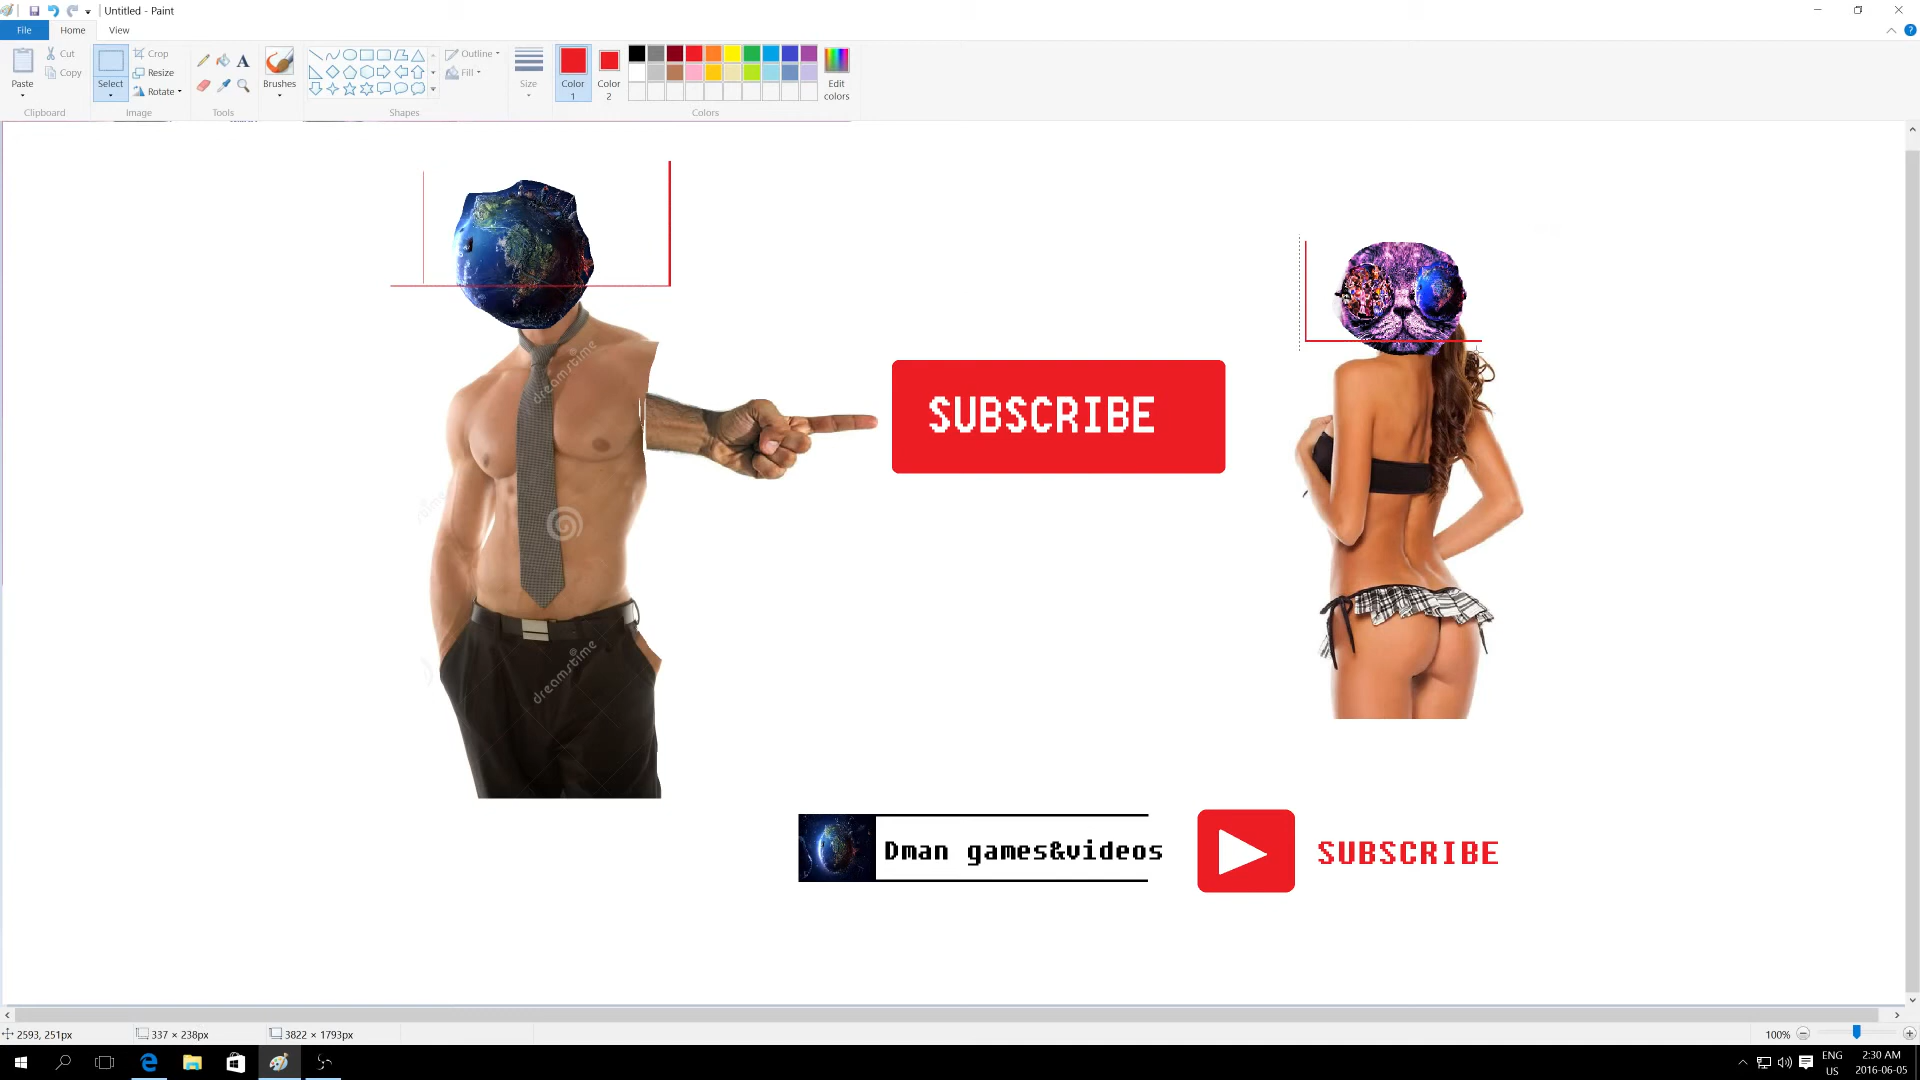 Untitled - Paint
File
Home
View
Cut
Copy
Paste
Clipboard
Select
Crop
Resize
Rotate
Image
Tools
Brushes
Outline
Fill
Shapes
Size
Color
1
Color
2
Edit
colors
Colors
dreamstime
SUBSCRIBE
dreamstime
Dman games&videos
SUBSCRIBE
2593, 251px
337 × 238px
3822 × 1793px
100%
ENG
US
2:30 AM
2016-06-05